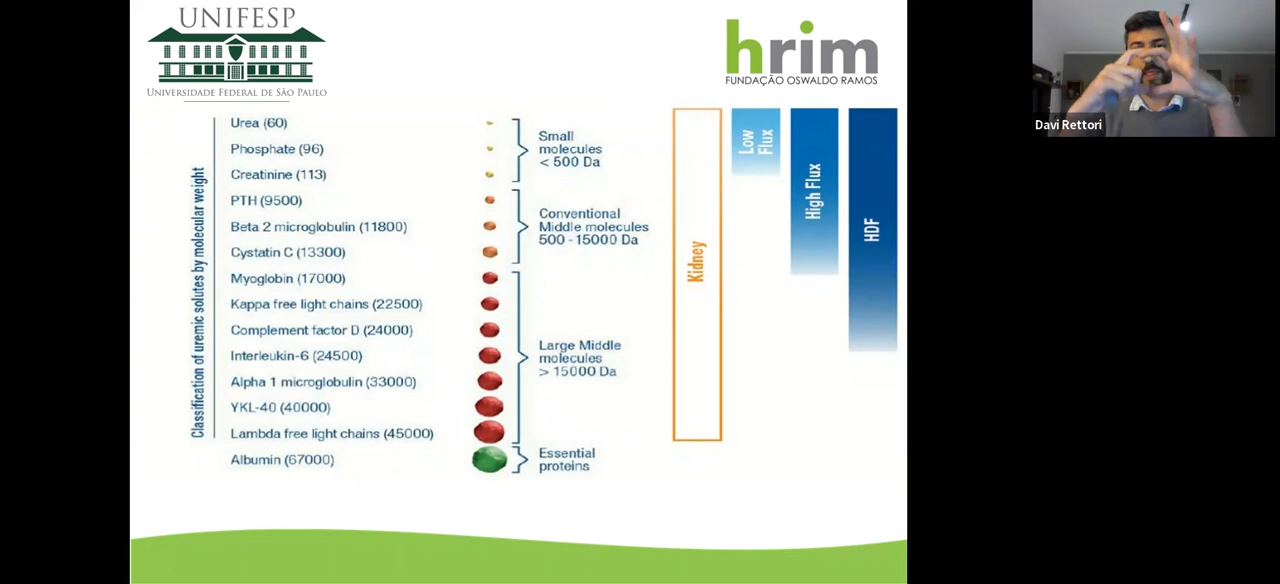 UNIFESP
UNIVERSIDADE FEDERAL DE SÃO PAULO
hrim
FUNDAÇÃO OSWALDO RAMOS
Davi Rettori
Classification of uremic solutes by molecular weight
Urea (60)
Phosphate (96)
Creatinine (113)
PTH (9500)
Beta 2 microglobulin (11800)
Cystatin C (13300)
Myoglobin (17000)
Kappa free light chains (22500)
Complement factor D (24000)
Interleukin-6 (24500)
Alpha 1 microglobulin (33000)
YKL-40 (40000)
Lambda free light chains (45000)
Albumin (67000)
Small
molecules
< 500 Da
Conventional
Middle molecules
500 - 15000 Da
Large Middle
molecules
> 15000 Da
Essential
proteins
Kidney
Low
Flux
High Flux
HDF